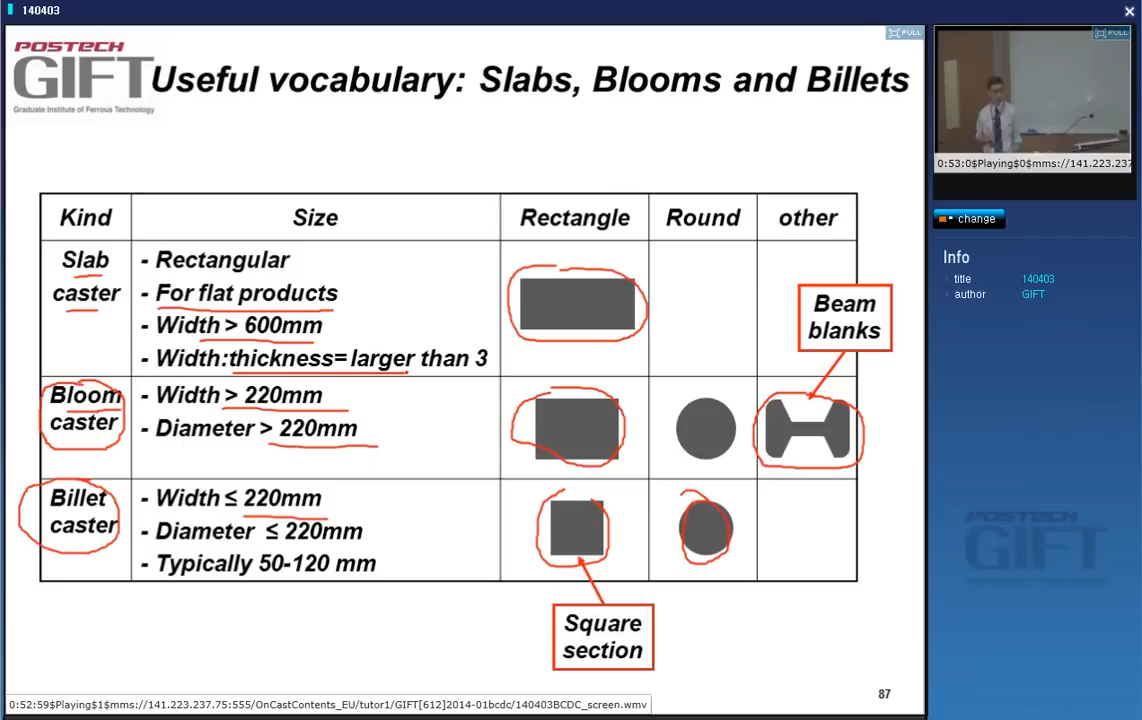 140403
POSTECH
GIFT
Graduate Institute of Ferrous Technology
Useful vocabulary: Slabs, Blooms and Billets
FULL
FULL
Kind
Size
Rectangle
Round
other
Slab
caster
- Rectangular
- For flat products
- Width > 600mm
- Width:thickness= larger than 3
Beam
blanks
Bloom
caster
- Width > 220mm
- Diameter > 220mm
Billet
caster
- Width ≤ 220mm
- Diameter ≤ 220mm
- Typically 50-120 mm
Square
section
87
0:52:59$Playing$1$mms://141.223.237.75:555/OnCastContents_EU/tutor1/GIFT[612]2014-01bcdc/140403BCDC_screen.wmv
0:53:0$Playing$0$mms://141.223.237
change
Info
title 140403
author GIFT
POSTECH
GIFT